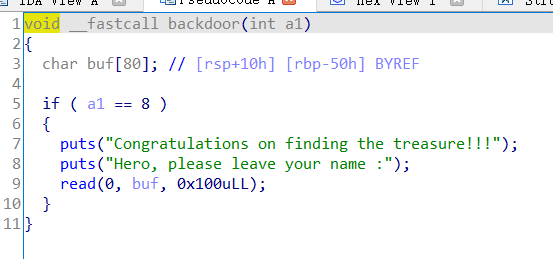 IDA View A Pseudocode A Hex View 1 Stru
1 void __fastcall backdoor(int a1)
2 {
3 char buf[80]; // [rsp+10h] [rbp-50h] BYREF
4
5 if ( a1 == 8 )
6 {
7 puts("Congratulations on finding the treasure!!!");
8 puts("Hero, please leave your name :");
9 read(0, buf, 0x100uLL);
10 }
11 }